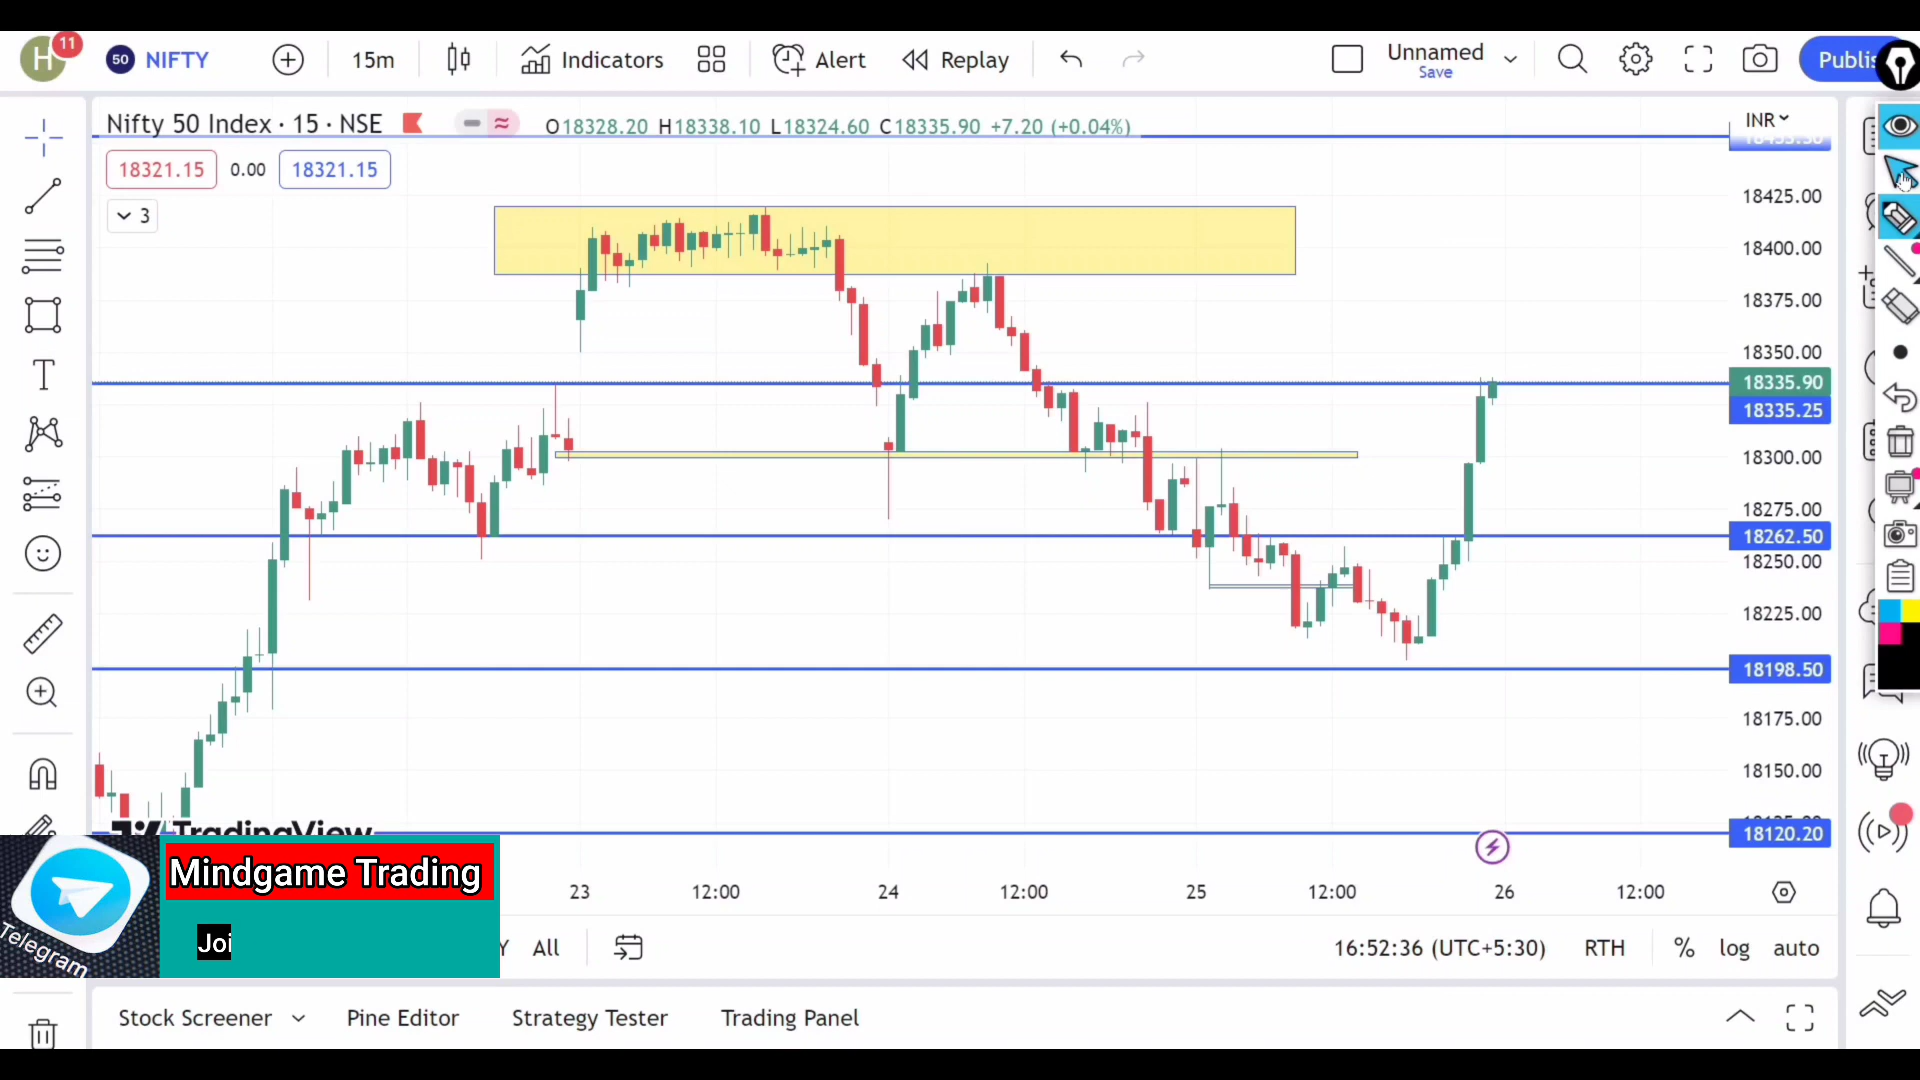 H 11 50 NIFTY 15m Indicators Alert Replay Unnamed Save Publis
Nifty 50 Index · 15 · NSE O18328.20 H18338.10 L18324.60 C18335.90 +7.20 (+0.04%) INR
18321.15 0.00 18321.15
3
18425.00
18400.00
18375.00
18350.00
18335.90
18335.25
18300.00
18275.00
18262.50
18250.00
18225.00
18198.50
18175.00
18150.00
TradingView
18120.20
23 12:00 24 12:00 25 12:00 26 12:00
Mindgame Trading
Joi
Telegram
Y All 16:52:36 (UTC+5:30) RTH % log auto
Stock Screener Pine Editor Strategy Tester Trading Panel